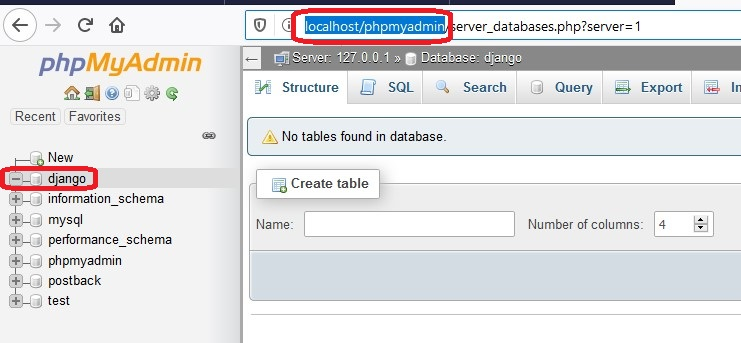 localhost/phpmyadmin/server_databases.php?server=1
phpMyAdmin
Recent Favorites
New
django
information_schema
mysql
performance_schema
phpmyadmin
postback
test
Server: 127.0.0.1 » Database: django
Structure SQL Search Query Export Im
No tables found in database.
Create table
Name: Number of columns: 4